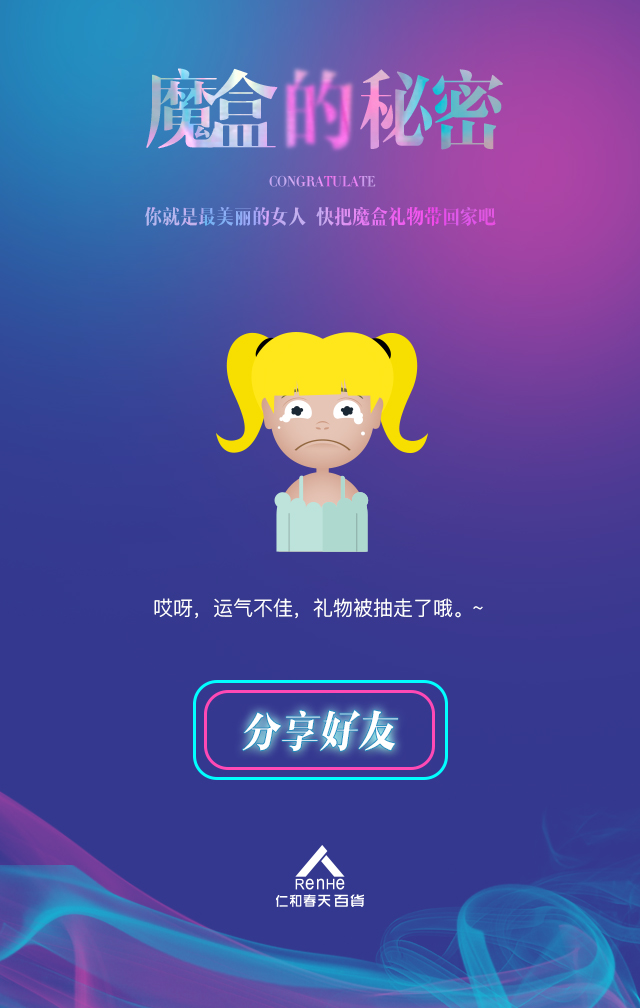 魔盒的秘密
CONGRATULATE
你就是最美丽的女人 快把魔盒礼物带回家吧
哎呀，运气不佳，礼物被抽走了哦。~
分享好友
RENHE
仁和春天百貨